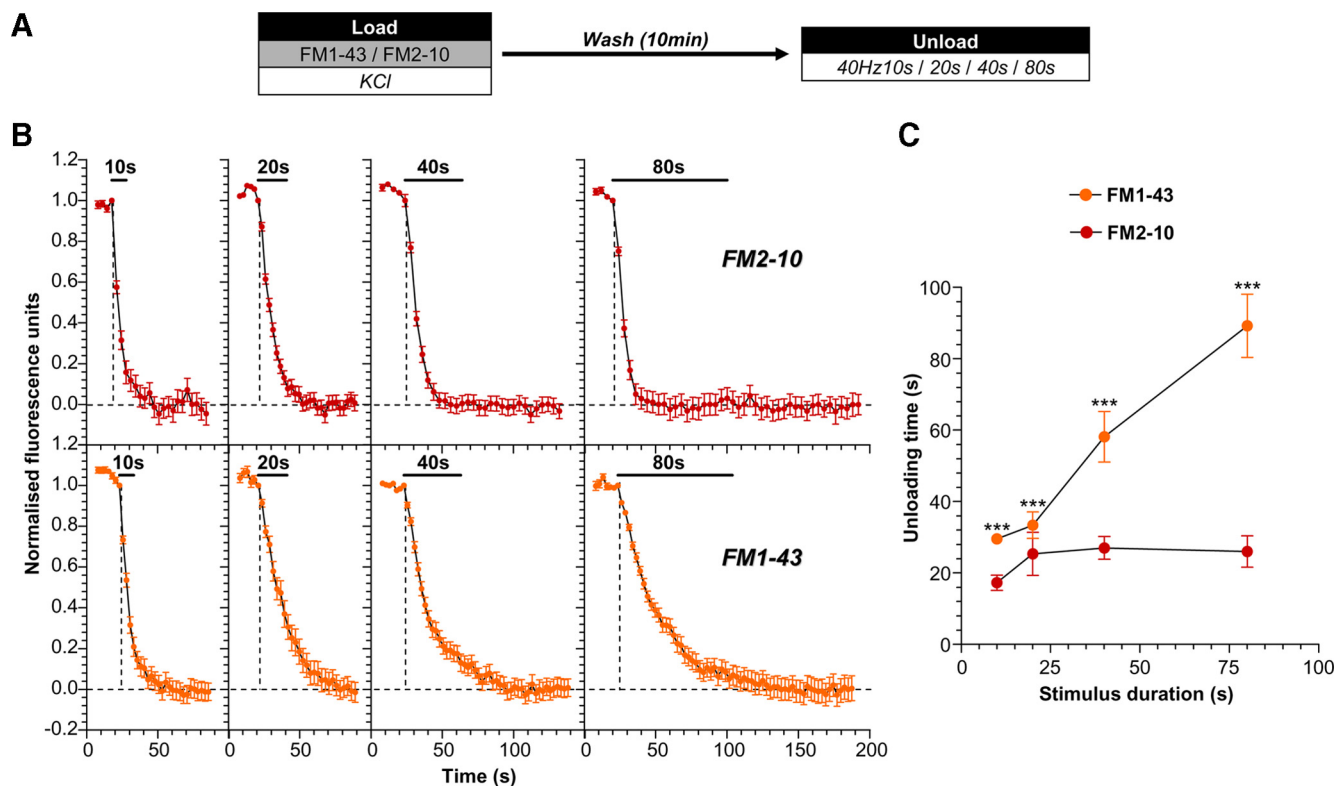 A
Load
FM1-43 / FM2-10
KCl
Wash (10min)
Unload
40Hz10s / 20s / 40s / 80s
B
Normalised fluorescence units
1.2
1.0
0.8
0.6
0.4
0.2
0.0
1.2
1.0
0.8
0.6
0.4
0.2
0.0
-0.2
10s
20s
40s
80s
FM2-10
10s
20s
40s
80s
FM1-43
0 50 0 50 0 50 100 0 50 100 150 200
Time (s)
C
FM1-43
FM2-10
Unloading time (s)
100
80
60
40
20
0
***
***
***
***
0 25 50 75 100
Stimulus duration (s)